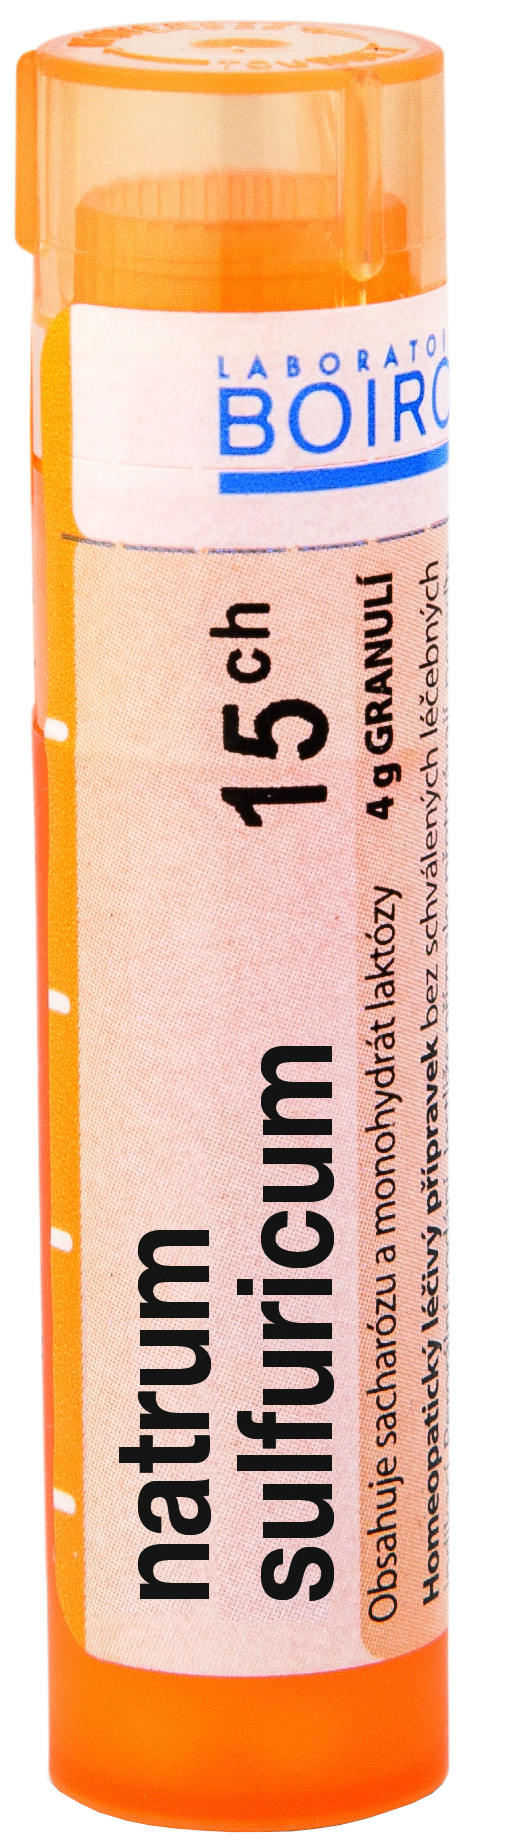 LABORATOI
BOIRO
natrum
sulfuricum 15 ch
Obsahuje sacharózu a monohydrát laktózy 4 g GRANULÍ
Homeopatický léčivý přípravek bez schválených léčebných